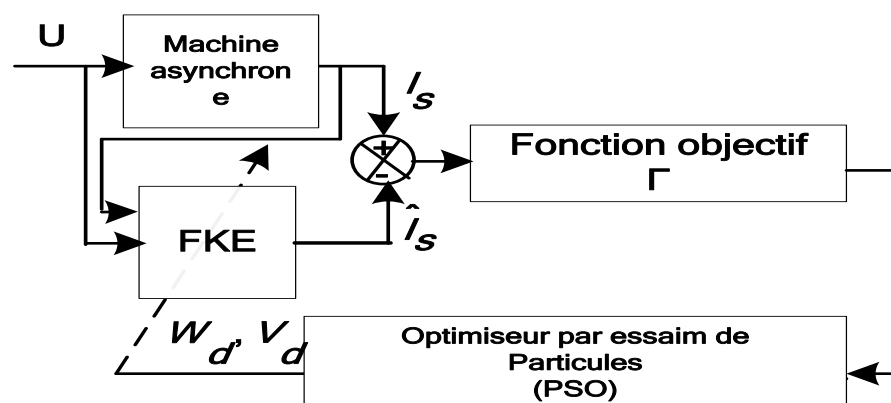 U
Machine
asynchron
e
I_s
+
-
Fonction objectif
Γ
FKE
Î_s
W_d, V_d
Optimiseur par essaim de
Particules
(PSO)